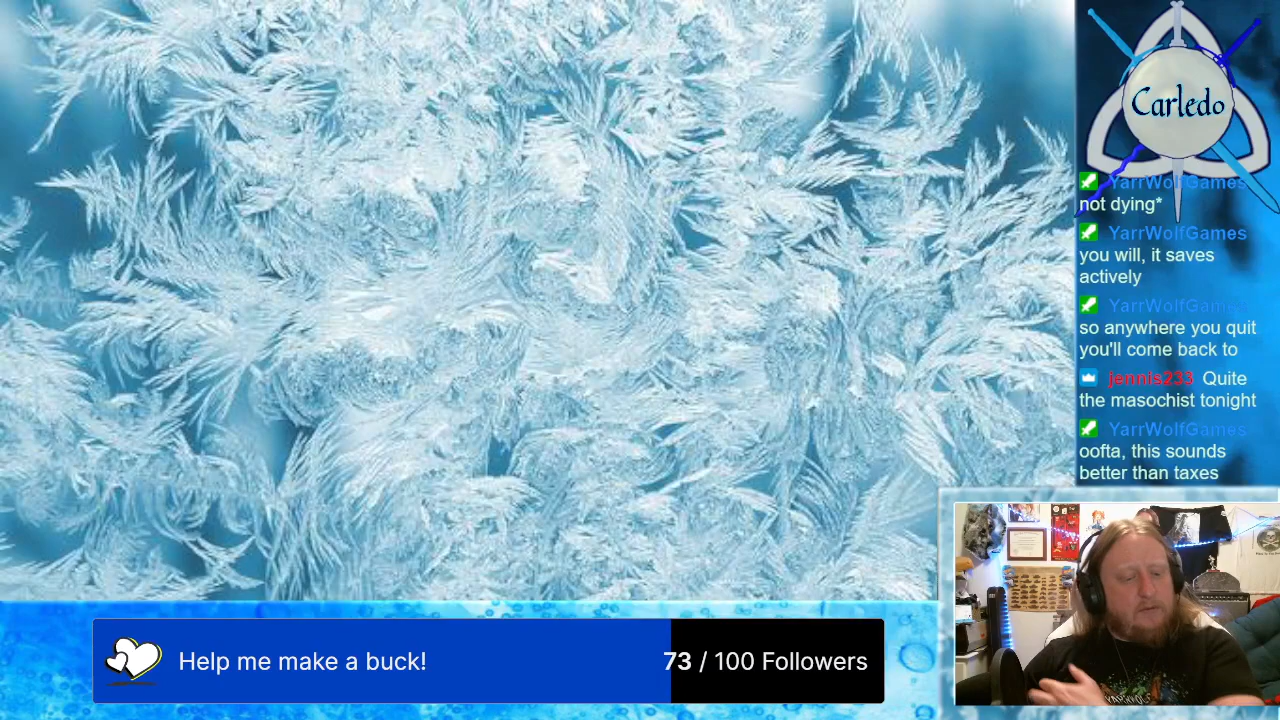 Carledo
YarrWolfGames
not dying*
YarrWolfGames
you will, it saves
actively
YarrWolfGames
so anywhere you quit
you'll come back to
jennis233 Quite
the masochist tonight
YarrWolfGames
oofta, this sounds
better than taxes
Help me make a buck!
73 / 100 Followers